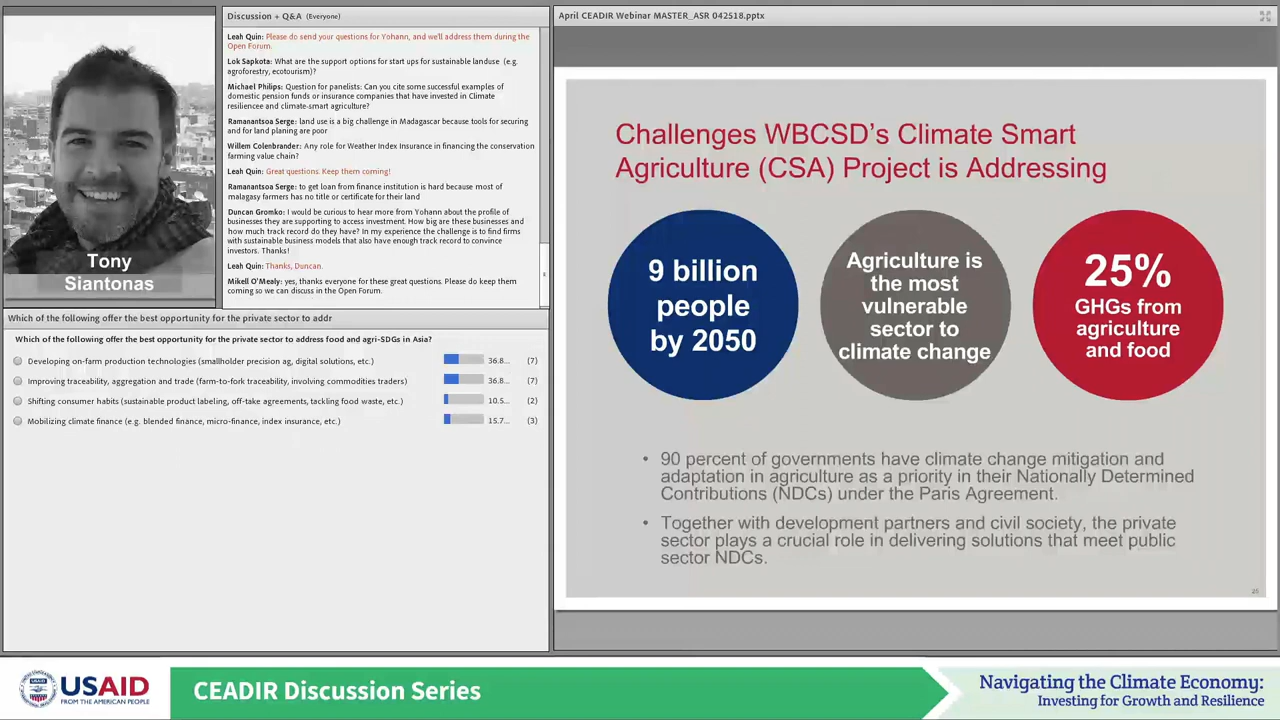 Tony
Siantonas
Discussion + Q&A (Everyone)
Leah Quin: Please do send your questions for Yohann, and we'll address them during the
Open Forum.
Lok Sapkota: What are the support options for start ups for sustainable landuse (e.g.
agroforestry, ecotourism)?
Michael Philips: Question for panelists: Can you cite some successful examples of
domestic pension funds or insurance companies that have invested in Climate
resiliencee and climate-smart agriculture?
Ramanantsoa Serge: land use is a big challenge in Madagascar because tools for securing
and for land planing are poor
Willem Colenbrander: Any role for Weather Index Insurance in financing the conservation
farming value chain?
Leah Quin: Great questions. Keep them coming!
Ramanantsoa Serge: to get loan from finance institution is hard because most of
malagasy farmers has no title or certificate for their land
Duncan Gromko: I would be curious to hear more from Yohann about the profile of
businesses they are supporting to access investment. How big are these businesses and
how much track record do they have? In my experience the challenge is to find firms
with sustainable business models that also have enough track record to convince
investors. Thanks!
Leah Quin: Thanks, Duncan.
Mikell O'Mealy: yes, thanks everyone for these great questions. Please do keep them
coming so we can discuss in the Open Forum.
Which of the following offer the best opportunity for the private sector to addr
Which of the following offer the best opportunity for the private sector to address food and agri-SDGs in Asia?
Developing on-farm production technologies (smallholder precision ag, digital solutions, etc.) 36.8... (7)
Improving traceability, aggregation and trade (farm-to-fork traceability, involving commodities traders) 36.8... (7)
Shifting consumer habits (sustainable product labeling, off-take agreements, tackling food waste, etc.) 10.5... (2)
Mobilizing climate finance (e.g. blended finance, micro-finance, index insurance, etc.) 15.7... (3)
April CEADIR Webinar MASTER_ASR 042518.pptx
Challenges WBCSD's Climate Smart
Agriculture (CSA) Project is Addressing
9 billion
people
by 2050
Agriculture is
the most
vulnerable
sector to
climate change
25%
GHGs from
agriculture
and food
• 90 percent of governments have climate change mitigation and
adaptation in agriculture as a priority in their Nationally Determined
Contributions (NDCs) under the Paris Agreement.
• Together with development partners and civil society, the private
sector plays a crucial role in delivering solutions that meet public
sector NDCs.
USAID
FROM THE AMERICAN PEOPLE
CEADIR Discussion Series
Navigating the Climate Economy:
Investing for Growth and Resilience